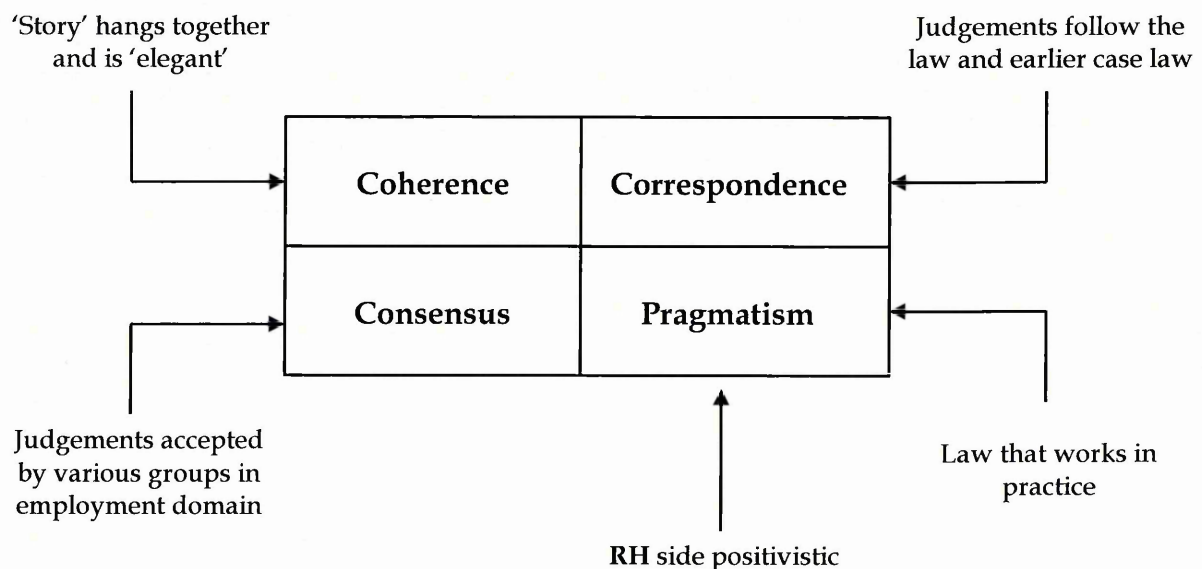 ‘Story’ hangs together
and is ‘elegant’
Judgements follow the
law and earlier case law
Coherence
Correspondence
Consensus
Pragmatism
Judgements accepted
by various groups in
employment domain
Law that works in
practice
RH side positivistic